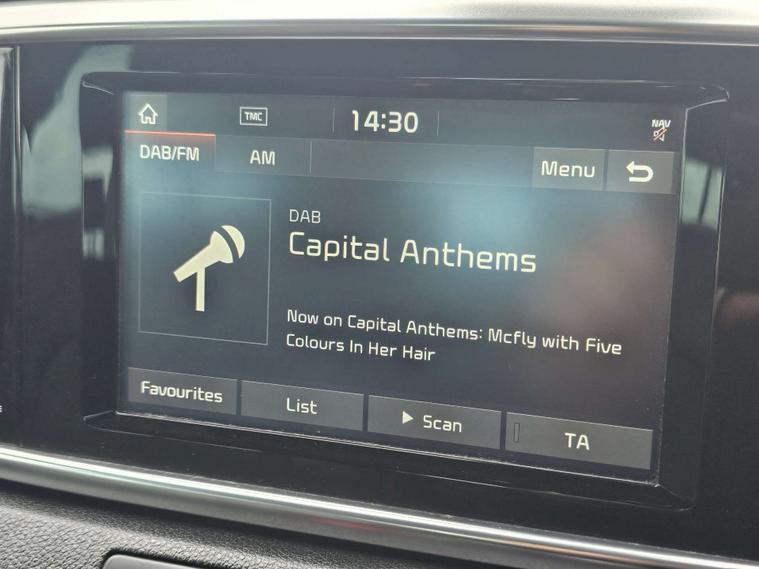 TMC
14:30
NAV
DAB/FM
AM
Menu
DAB
Capital Anthems
Now on Capital Anthems: Mcfly with Five
Colours In Her Hair
Favourites
List
Scan
TA